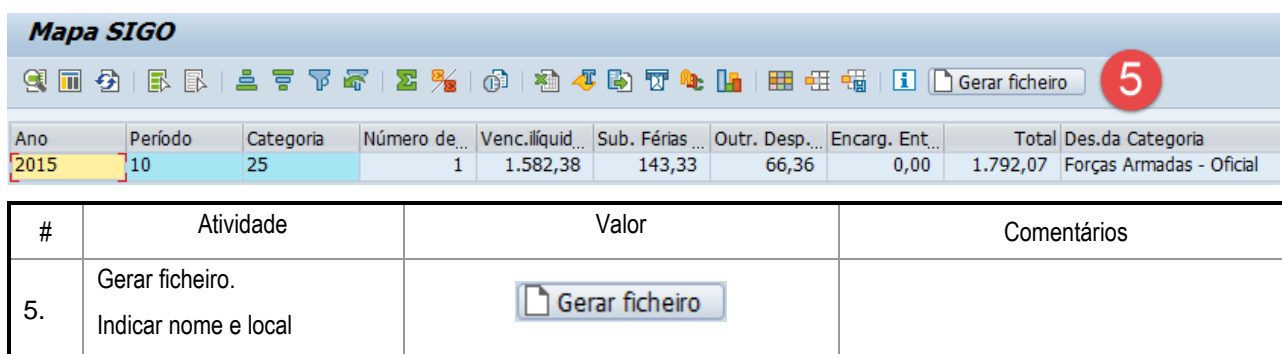 Mapa SIGO
Gerar ficheiro 5
Ano Período Categoria Número de... Venc.ilíquid... Sub. Férias ... Outr. Desp... Encarg. Ent... Total Des.da Categoria
2015 10 25 1 1.582,38 143,33 66,36 0,00 1.792,07 Forças Armadas - Oficial
# Atividade Valor Comentários
5. Gerar ficheiro. Gerar ficheiro
Indicar nome e local